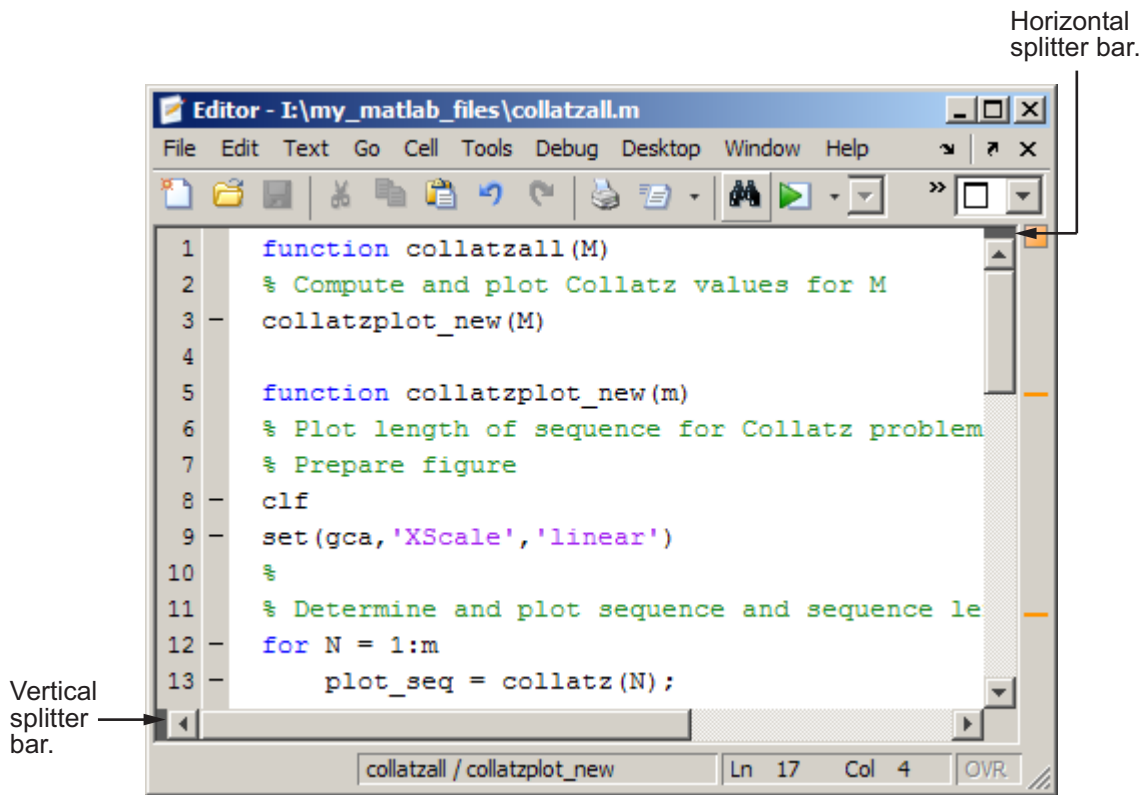 Horizontal
splitter bar.
Editor - I:\my_matlab_files\collatzall.m
File Edit Text Go Cell Tools Debug Desktop Window Help
1 function collatzall(M)
2 % Compute and plot Collatz values for M
3 - collatzplot_new(M)
4
5 function collatzplot_new(m)
6 % Plot length of sequence for Collatz problem
7 % Prepare figure
8 - clf
9 - set(gca,'XScale','linear')
10 %
11 % Determine and plot sequence and sequence le
12 - for N = 1:m
13 - plot_seq = collatz(N);
Vertical
splitter
bar.
collatzall / collatzplot_new Ln 17 Col 4 OVR